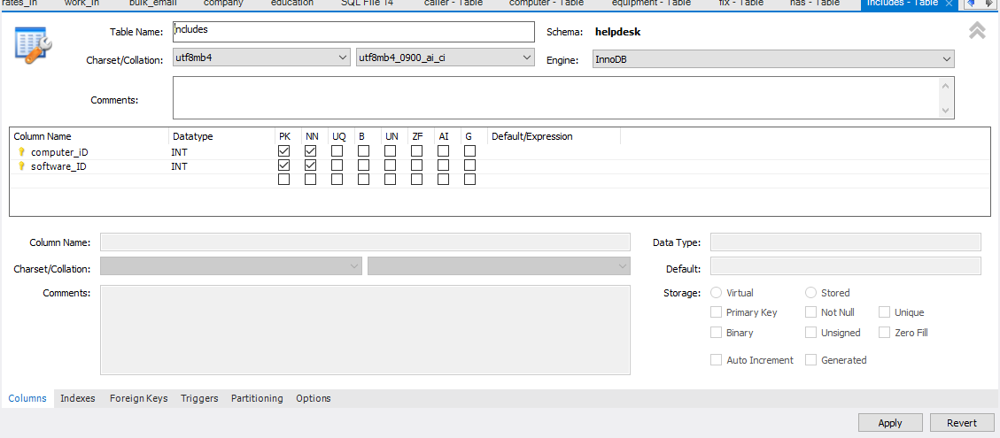 rates_in work_in bulk_email company education SQL File 14 caller - Table computer - Table equipment - Table fix - Table has - Table includes - Table
Table Name: includes Schema: helpdesk
Charset/Collation: utf8mb4 utf8mb4_0900_ai_ci Engine: InnoDB
Comments:
Column Name Datatype PK NN UQ B UN ZF AI G Default/Expression
computer_iD INT
software_ID INT
Column Name: Data Type:
Charset/Collation: Default:
Comments: Storage: Virtual Stored
Primary Key Not Null Unique
Binary Unsigned Zero Fill
Auto Increment Generated
Columns Indexes Foreign Keys Triggers Partitioning Options
Apply Revert